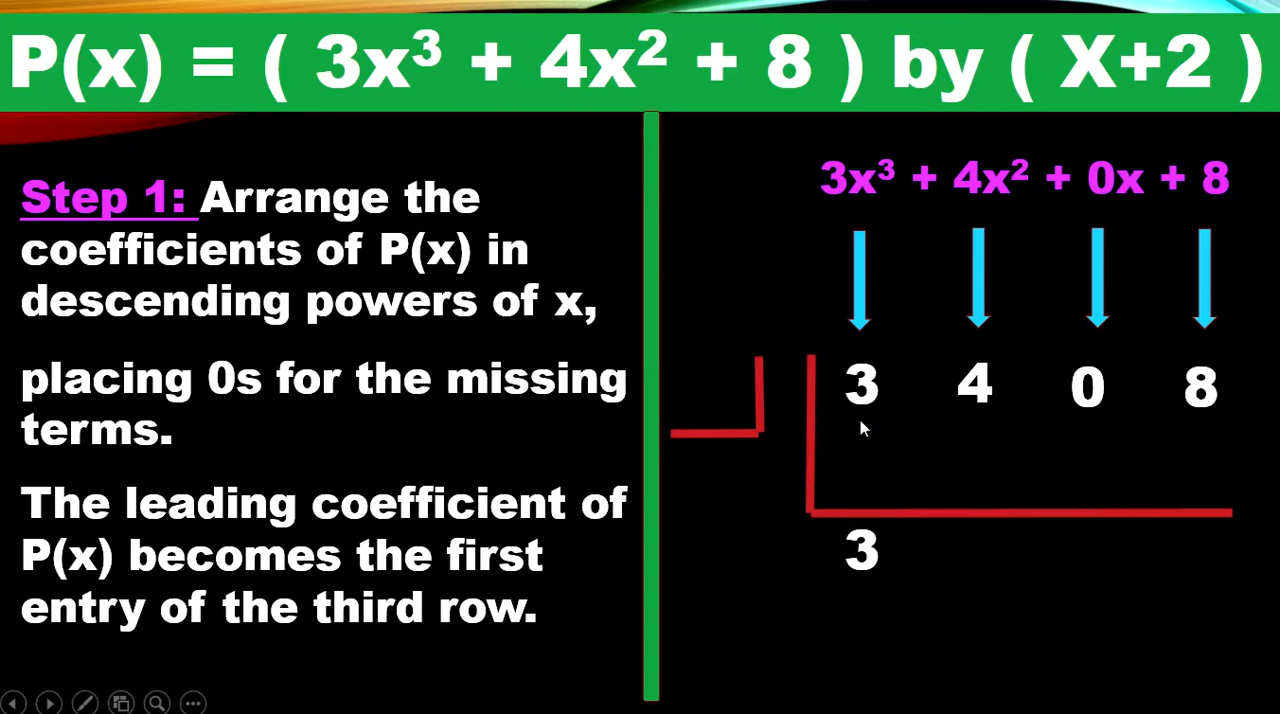 P(x) = ( 3x³ + 4x² + 8 ) by ( X+2 )
Step 1: Arrange the
coefficients of P(x) in
descending powers of x,
placing 0s for the missing
terms.
The leading coefficient of
P(x) becomes the first
entry of the third row.
3x³ + 4x² + 0x + 8
3 4 0 8
3